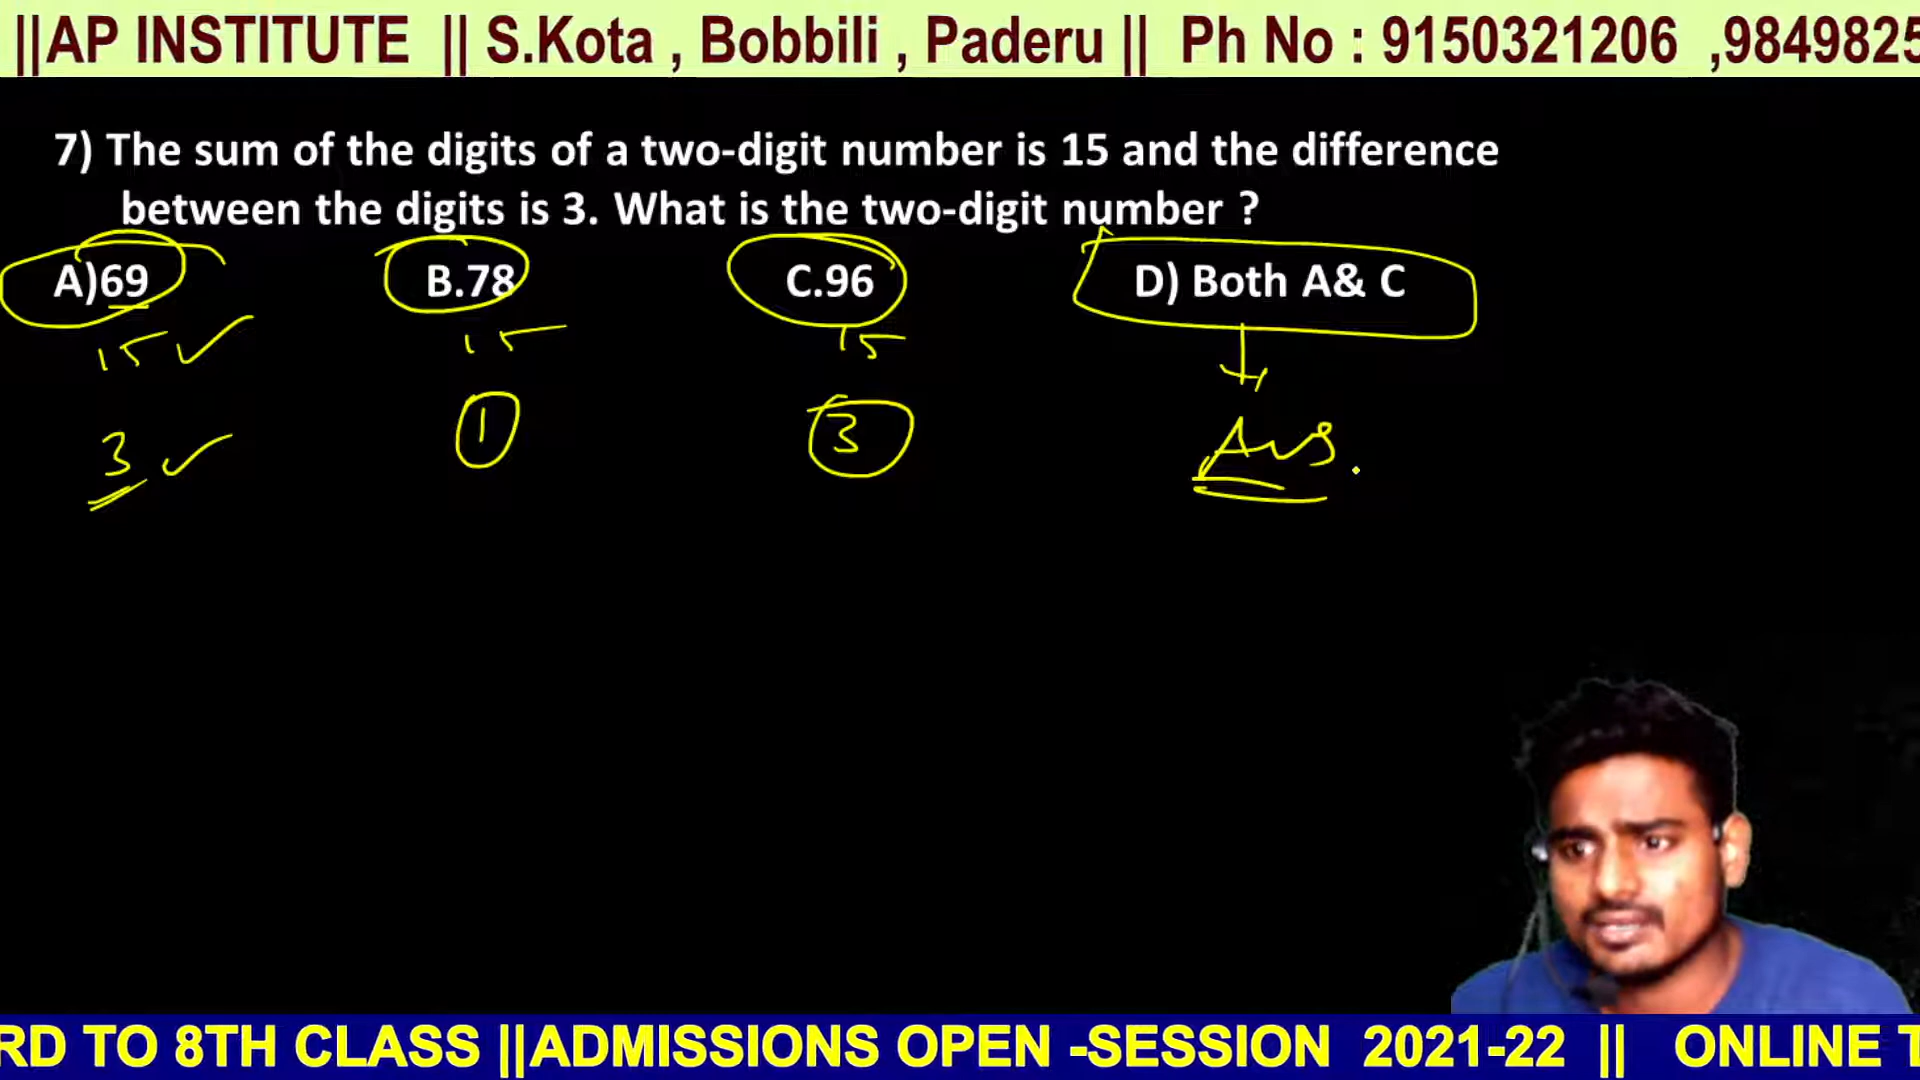 ||AP INSTITUTE || S.Kota , Bobbili , Paderu || Ph No : 9150321206 ,9849825
7) The sum of the digits of a two-digit number is 15 and the difference
between the digits is 3. What is the two-digit number ?
A)69 B.78 C.96 D) Both A& C
15 15 15
3 1 3 Ans.
RD TO 8TH CLASS ||ADMISSIONS OPEN -SESSION 2021-22 || ONLINE T